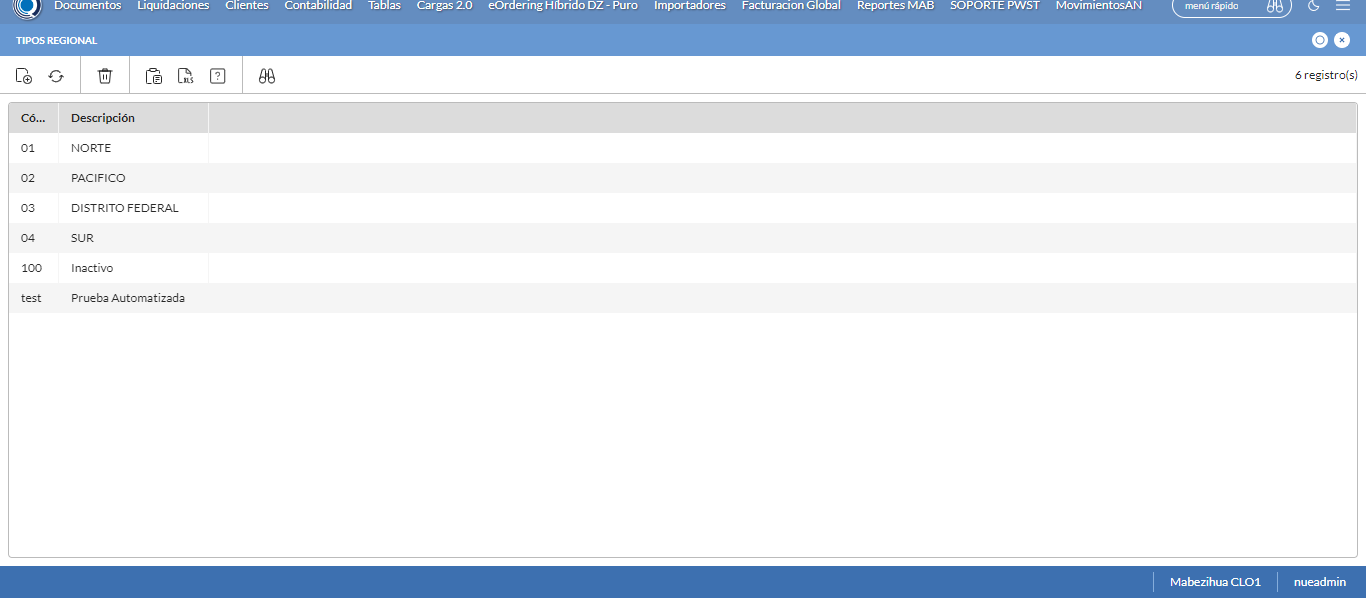 Documentos Liquidaciones Clientes Contabilidad Tablas Cargas 2.0 eOrdering Híbrido DZ - Puro Importadores Facturacion Global Reportes MAB SOPORTE PWST MovimientosAN menú rápido
TIPOS REGIONAL
XLS ? 6 registro(s)
Có... Descripción
01 NORTE
02 PACIFICO
03 DISTRITO FEDERAL
04 SUR
100 Inactivo
test Prueba Automatizada
Mabezihua CLO1 nueadmin